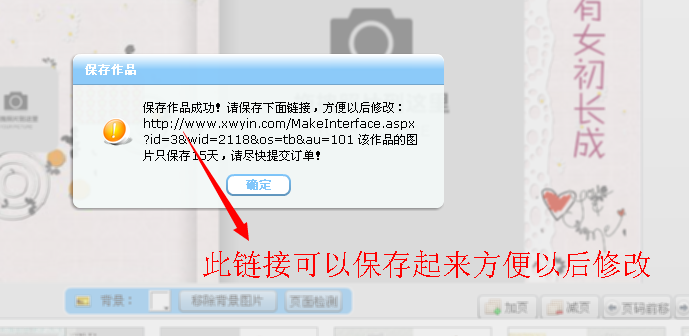 有女初长成
保存作品
保存作品成功！请保存下面链接，方便以后修改：
http://www.xwyin.com/MakeInterface.aspx
?id=3&wid=2118&os=tb&au=101 该作品的图
片只保存15天，请尽快提交订单！
确定
此链接可以保存起来方便以后修改
背景：
移除背景图片
页面检测
加页
减页
页码前移